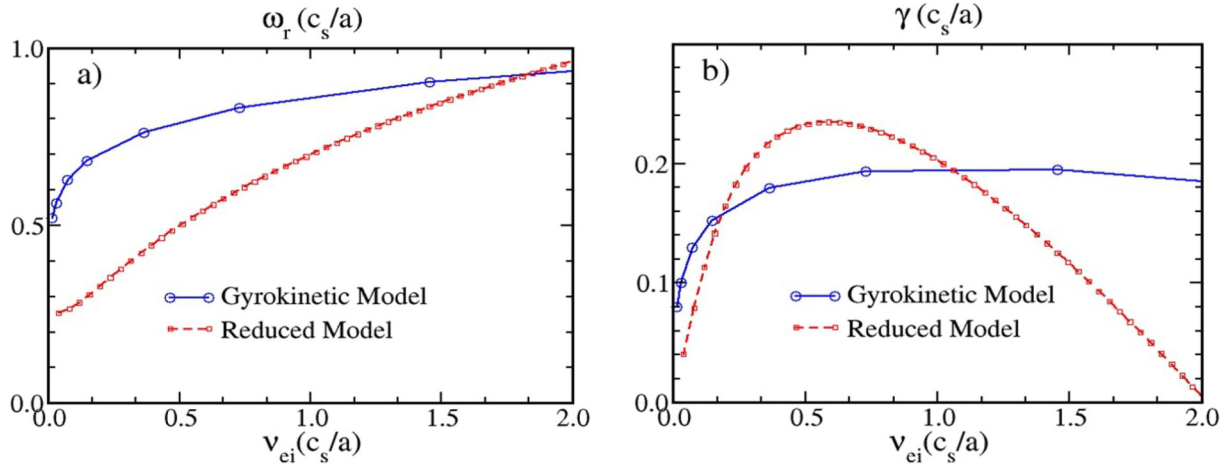 ω_r (c_s/a)
a)
1.0
0.5
0.0
Gyrokinetic Model
Reduced Model
0.0 0.5 1.0 1.5 2.0
ν_ei(c_s/a)
γ (c_s/a)
b)
0.2
0.1
0.0
Gyrokinetic Model
Reduced Model
0.0 0.5 1.0 1.5 2.0
ν_ei(c_s/a)